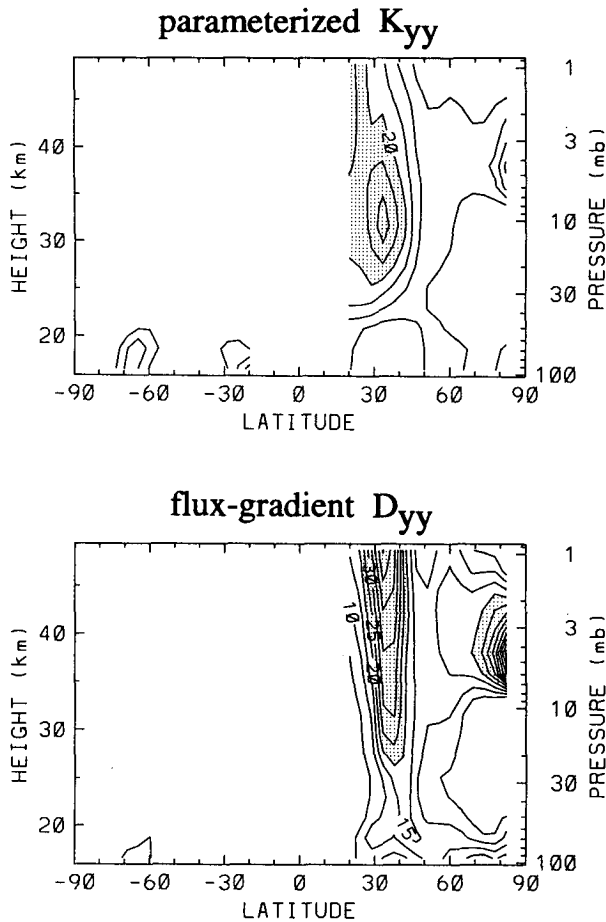 parameterized Kyy
HEIGHT (km)
40
30
20
20
1
3
10
30
100
PRESSURE (mb)
-90 -60 -30 0 30 60 90
LATITUDE
flux-gradient Dyy
HEIGHT (km)
40
30
20
10
30
25
20
15
1
3
10
30
100
PRESSURE (mb)
-90 -60 -30 0 30 60 90
LATITUDE